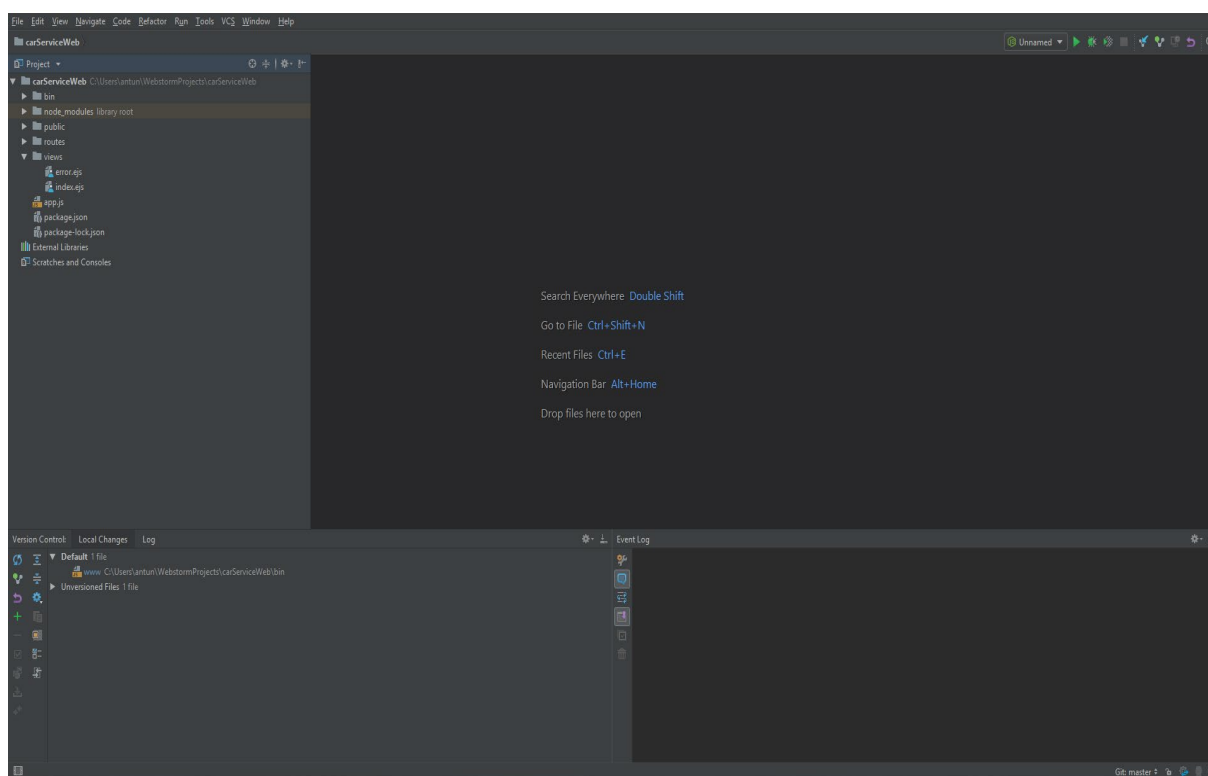 File Edit View Navigate Code Refactor Run Tools VCS Window Help
carServiceWeb
Unnamed
Project
carServiceWeb C:\Users\antun\WebstormProjects\carServiceWeb
bin
node_modules library root
public
routes
views
error.ejs
index.ejs
app.js
package.json
package-lock.json
External Libraries
Scratches and Consoles
Search Everywhere Double Shift
Go to File Ctrl+Shift+N
Recent Files Ctrl+E
Navigation Bar Alt+Home
Drop files here to open
Version Control: Local Changes Log
Event Log
Default 1 file
www C:\Users\antun\WebstormProjects\carServiceWeb\bin
Unversioned Files 1 file
Git: master